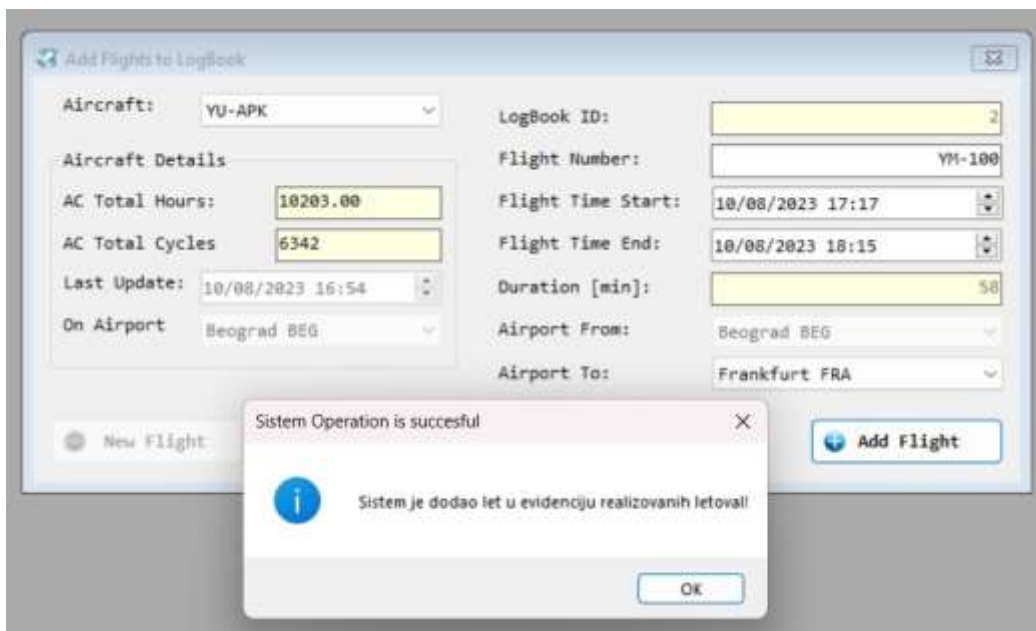 Add Flights to LogBook
Aircraft: YU-APK
Aircraft Details
AC Total Hours: 10203.00
AC Total Cycles 6342
Last Update: 10/08/2023 16:54
On Airport Beograd BEG
LogBook ID: 2
Flight Number: YM-100
Flight Time Start: 10/08/2023 17:17
Flight Time End: 10/08/2023 18:15
Duration [min]: 58
Airport From: Beograd BEG
Airport To: Frankfurt FRA
New Flight
Add Flight
Sistem Operation is succesful
Sistem je dodao let u evidenciju realizovanih letova!
OK